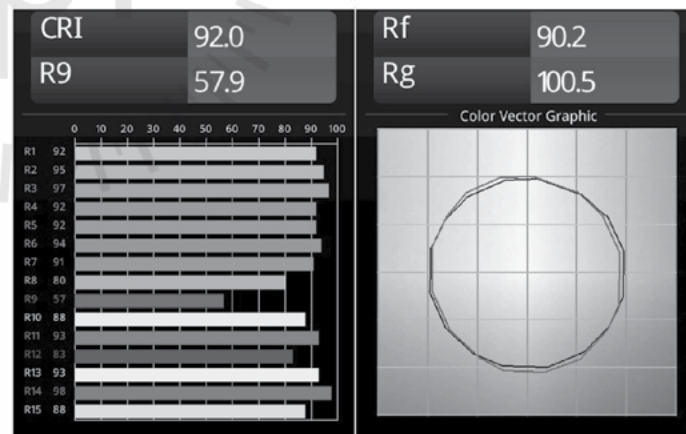 CRI 92.0
R9 57.9
0 10 20 30 40 50 60 70 80 90 100
R1 92
R2 95
R3 97
R4 92
R5 92
R6 94
R7 91
R8 80
R9 57
R10 88
R11 93
R12 83
R13 93
R14 98
R15 88
Rf 90.2
Rg 100.5
Color Vector Graphic